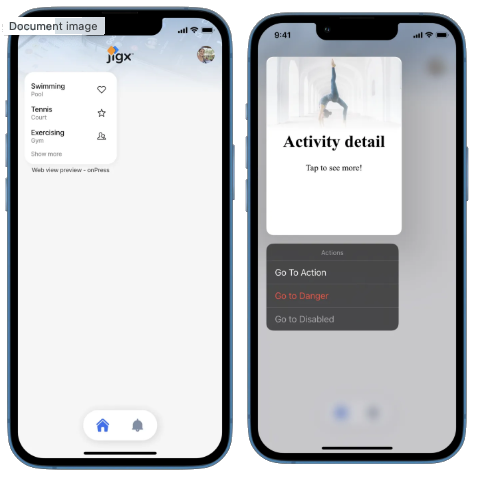 Document image
jigx
Swimming
Pool
Tennis
Court
Exercising
Gym
Show more
Web view preview - onPress
9:41
Activity detail
Tap to see more!
Actions
Go To Action
Go to Danger
Go to Disabled